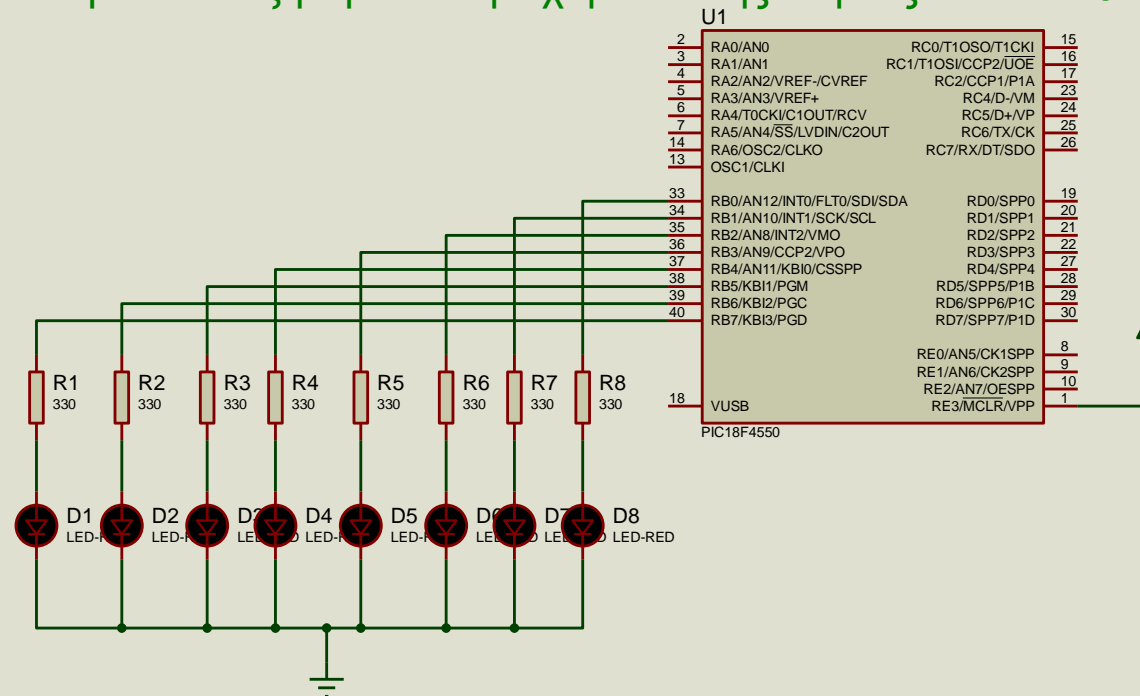 U1
2 RA0/AN0 RC0/T1OSO/T1CKI 15
3 RA1/AN1 RC1/T1OSI/CCP2/UOE 16
4 RA2/AN2/VREF-/CVREF RC2/CCP1/P1A 17
5 RA3/AN3/VREF+ RC4/D-/VM 23
6 RA4/T0CKI/C1OUT/RCV RC5/D+/VP 24
7 RA5/AN4/SS/LVDIN/C2OUT RC6/TX/CK 25
14 RA6/OSC2/CLKO RC7/RX/DT/SDO 26
13 OSC1/CLKI
33 RB0/AN12/INT0/FLT0/SDI/SDA RD0/SPP0 19
34 RB1/AN10/INT1/SCK/SCL RD1/SPP1 20
35 RB2/AN8/INT2/VMO RD2/SPP2 21
36 RB3/AN9/CCP2/VPO RD3/SPP3 22
37 RB4/AN11/KBI0/CSSPP RD4/SPP4 27
38 RB5/KBI1/PGM RD5/SPP5/P1B 28
39 RB6/KBI2/PGC RD6/SPP6/P1C 29
40 RB7/KBI3/PGD RD7/SPP7/P1D 30
RE0/AN5/CK1SPP 8
RE1/AN6/CK2SPP 9
RE2/AN7/OESPP 10
18 VUSB RE3/MCLR/VPP 1
PIC18F4550
R1 R2 R3 R4 R5 R6 R7 R8
330 330 330 330 330 330 330 330
D1 D2 D4 D5 D8
LED-RED